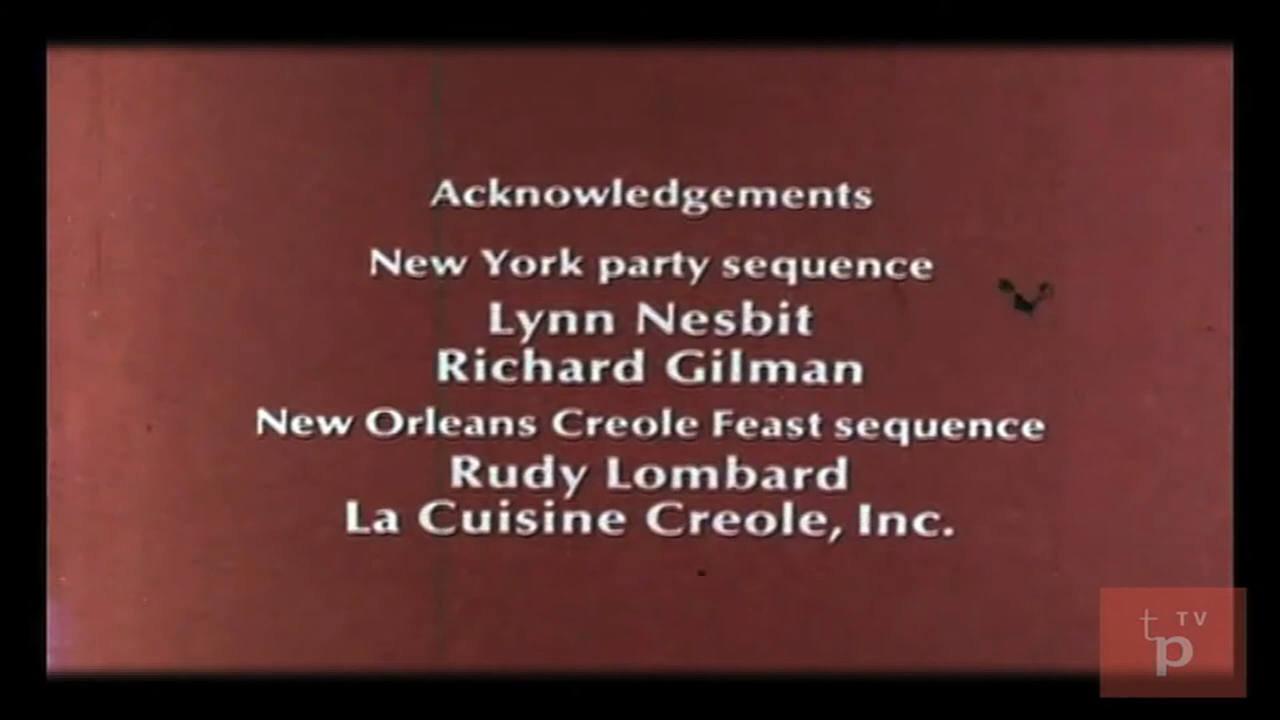 Acknowledgements
New York party sequence
Lynn Nesbit
Richard Gilman
New Orleans Creole Feast sequence
Rudy Lombard
La Cuisine Creole, Inc.
tp TV